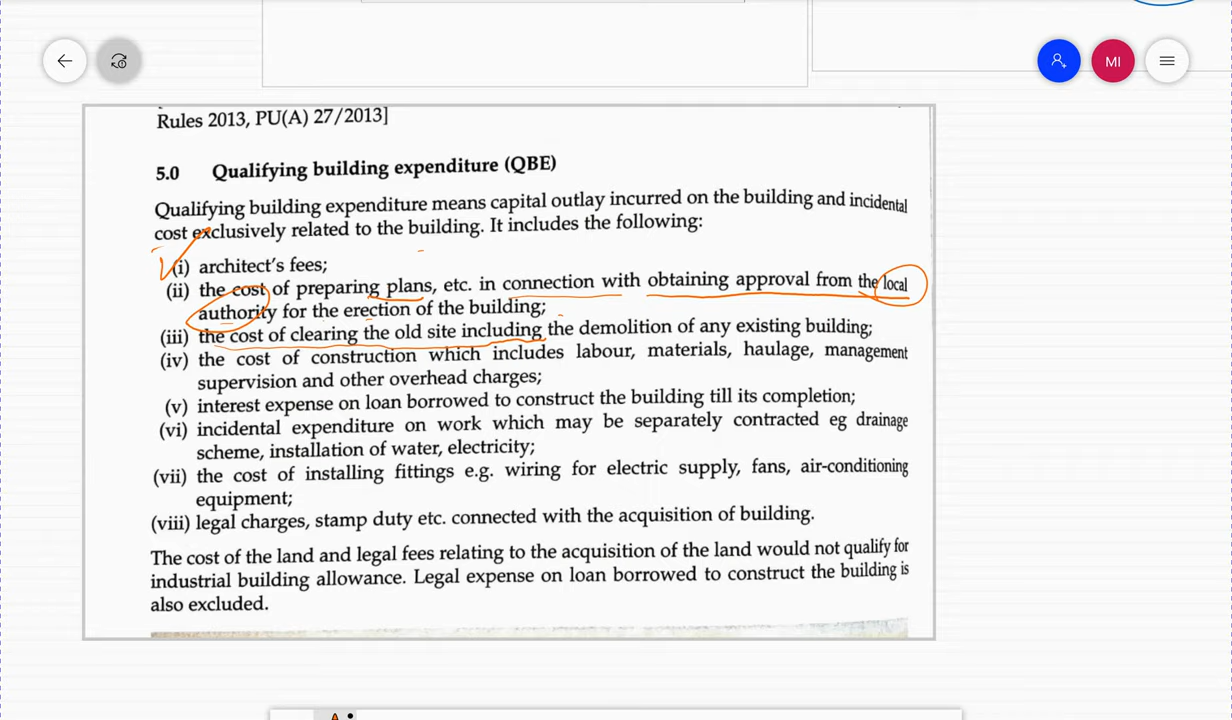 MI
Rules 2013, PU(A) 27/2013]
5.0 Qualifying building expenditure (QBE)
Qualifying building expenditure means capital outlay incurred on the building and incidental
cost exclusively related to the building. It includes the following:
(i) architect's fees;
(ii) the cost of preparing plans, etc. in connection with obtaining approval from the local
authority for the erection of the building;
(iii) the cost of clearing the old site including the demolition of any existing building;
(iv) the cost of construction which includes labour, materials, haulage, management
supervision and other overhead charges;
(v) interest expense on loan borrowed to construct the building till its completion;
(vi) incidental expenditure on work which may be separately contracted eg drainage
scheme, installation of water, electricity;
(vii) the cost of installing fittings e.g. wiring for electric supply, fans, air-conditioning
equipment;
(viii) legal charges, stamp duty etc. connected with the acquisition of building.
The cost of the land and legal fees relating to the acquisition of the land would not qualify for
industrial building allowance. Legal expense on loan borrowed to construct the building is
also excluded.